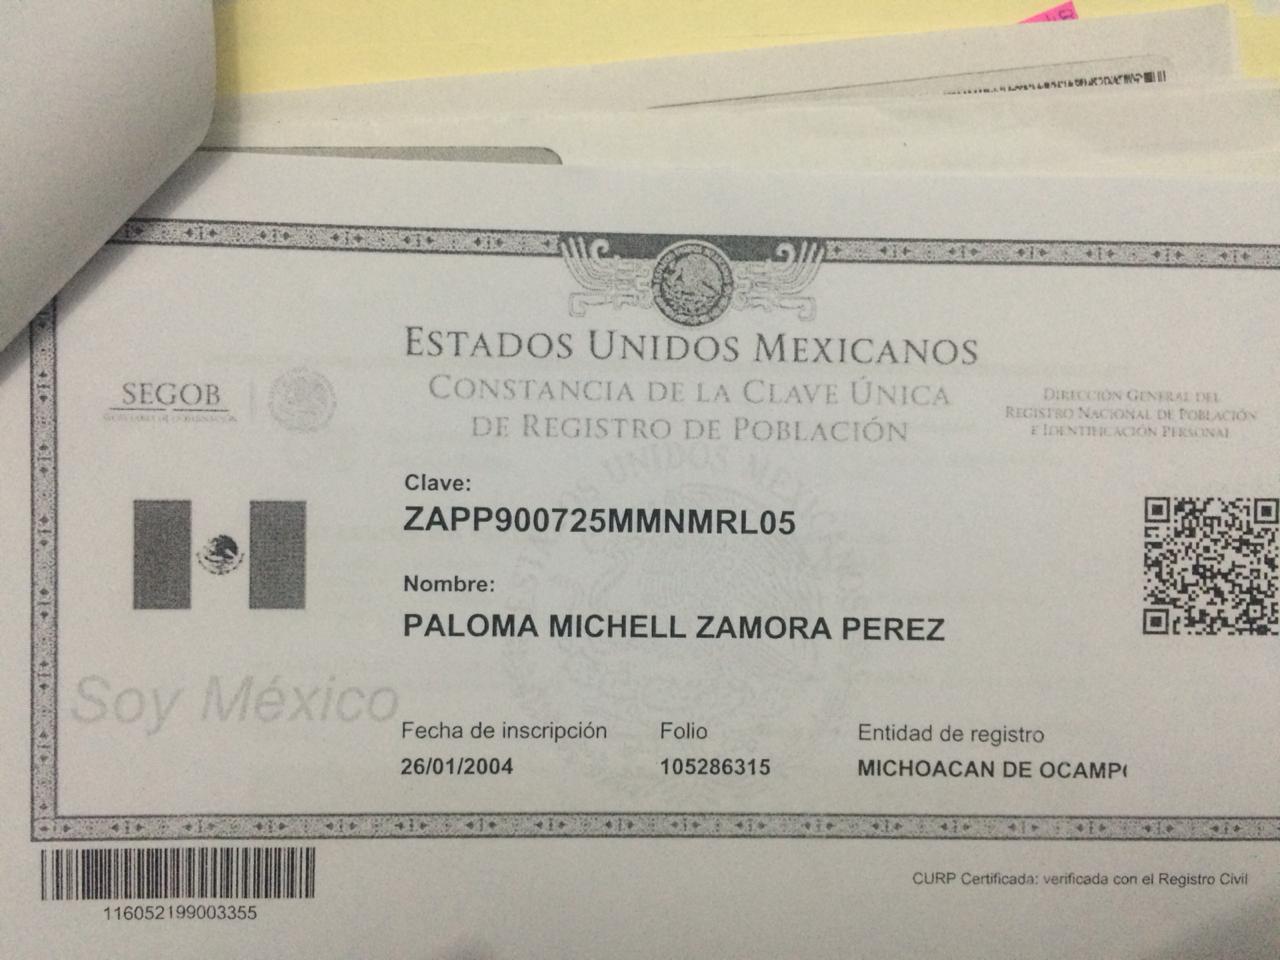 ESTADOS UNIDOS MEXICANOS
SEGOB
CONSTANCIA DE LA CLAVE ÚNICA
DE REGISTRO DE POBLACIÓN
DIRECCIÓN GENERAL DEL
REGISTRO NACIONAL DE POBLACIÓN
E IDENTIFICACIÓN PERSONAL
Clave:
ZAPP900725MMNMRL05
Nombre:
PALOMA MICHELL ZAMORA PEREZ
Soy México
Fecha de inscripción
Folio
Entidad de registro
26/01/2004
105286315
MICHOACAN DE OCAMP
116052199003355
CURP Certificada: verificada con el Registro Civil